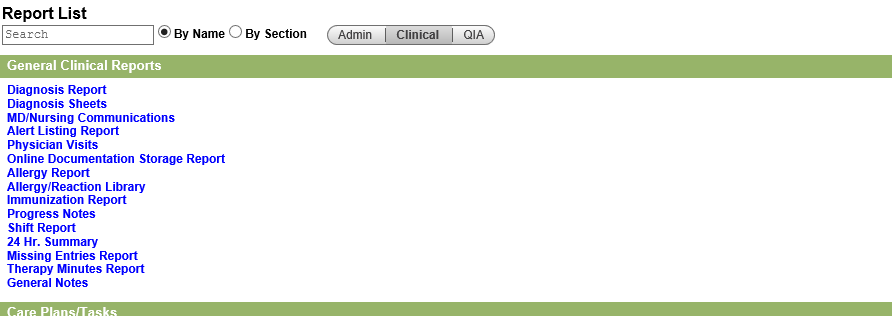 Report List
Search By Name By Section Admin Clinical QIA
General Clinical Reports
Diagnosis Report
Diagnosis Sheets
MD/Nursing Communications
Alert Listing Report
Physician Visits
Online Documentation Storage Report
Allergy Report
Allergy/Reaction Library
Immunization Report
Progress Notes
Shift Report
24 Hr. Summary
Missing Entries Report
Therapy Minutes Report
General Notes
Care Plans/Tasks